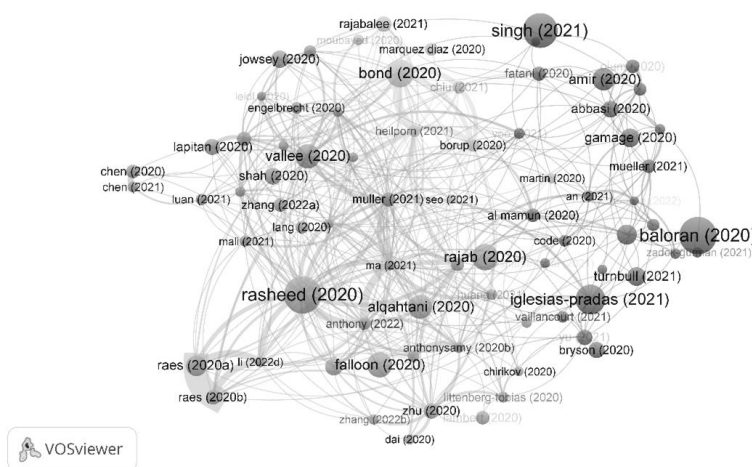 rajabalee (2021)
singh (2021)
moubayed (2020)
marquez diaz (2020)
jowsey (2020)
bond (2020)
fatani (2020)
amir (2020)
chiu (2021)
engelbrecht (2020)
abbasi (2020)
heilporn (2021)
gamage (2020)
lapitan (2020)
borup (2020)
vallee (2020)
mueller (2021)
chen (2020)
shah (2020)
martin (2020)
chen (2021)
luan (2021)
muller (2021)
seo (2021)
an (2021)
zhang (2022a)
al mamun (2020)
lang (2020)
baloran (2020)
mali (2021)
code (2020)
rajab (2020)
ma (2021)
turnbull (2021)
rasheed (2020)
iglesias-pradas (2021)
alqahtani (2020)
vaillancourt (2021)
anthony (2022)
anthonysamy (2020b)
bryson (2020)
raes (2020a)
li (2022d)
falloon (2020)
chirikov (2020)
raes (2020b)
littenberg-tobias (2020)
zhu (2020)
zhang (2022b)
lambert (2020)
dai (2020)
VOSviewer